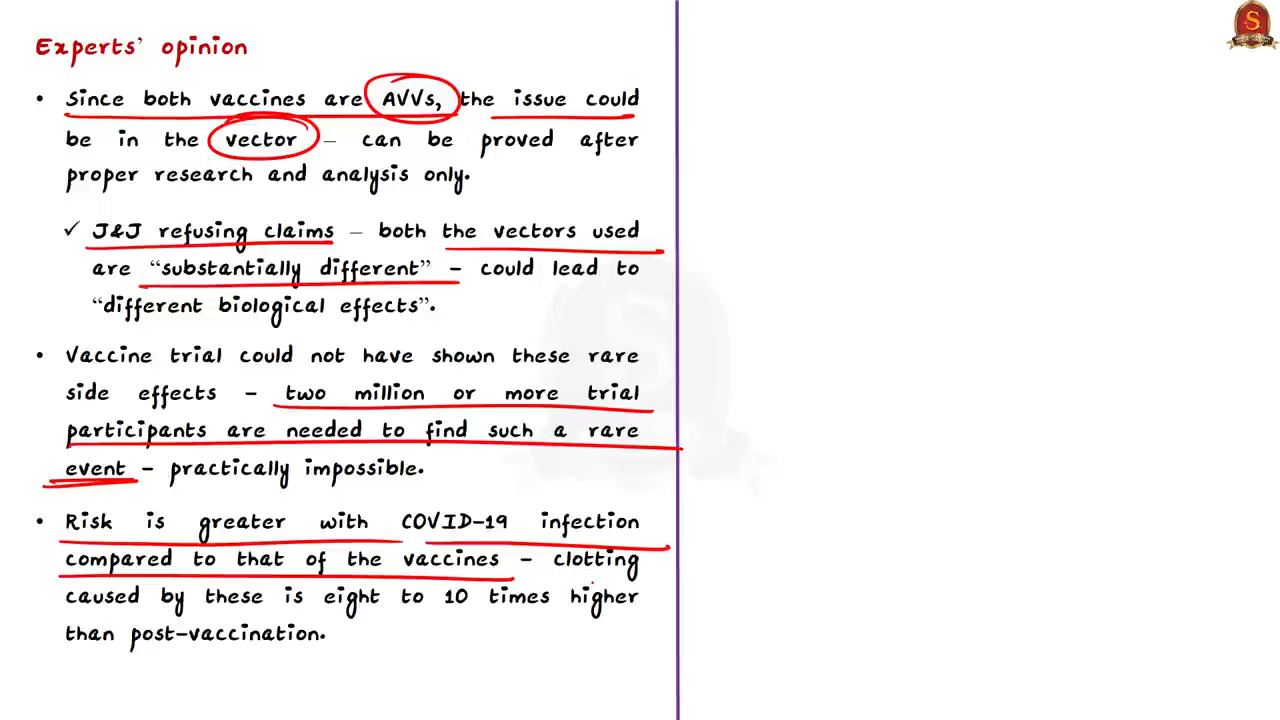 Experts' opinion
• Since both vaccines are AVVs, the issue could
be in the vector – can be proved after
proper research and analysis only.
✓ J&J refusing claims – both the vectors used
are “substantially different” – could lead to
“different biological effects”.
• Vaccine trial could not have shown these rare
side effects – two million or more trial
participants are needed to find such a rare
event – practically impossible.
• Risk is greater with COVID-19 infection
compared to that of the vaccines – clotting
caused by these is eight to 10 times higher
than post-vaccination.
S